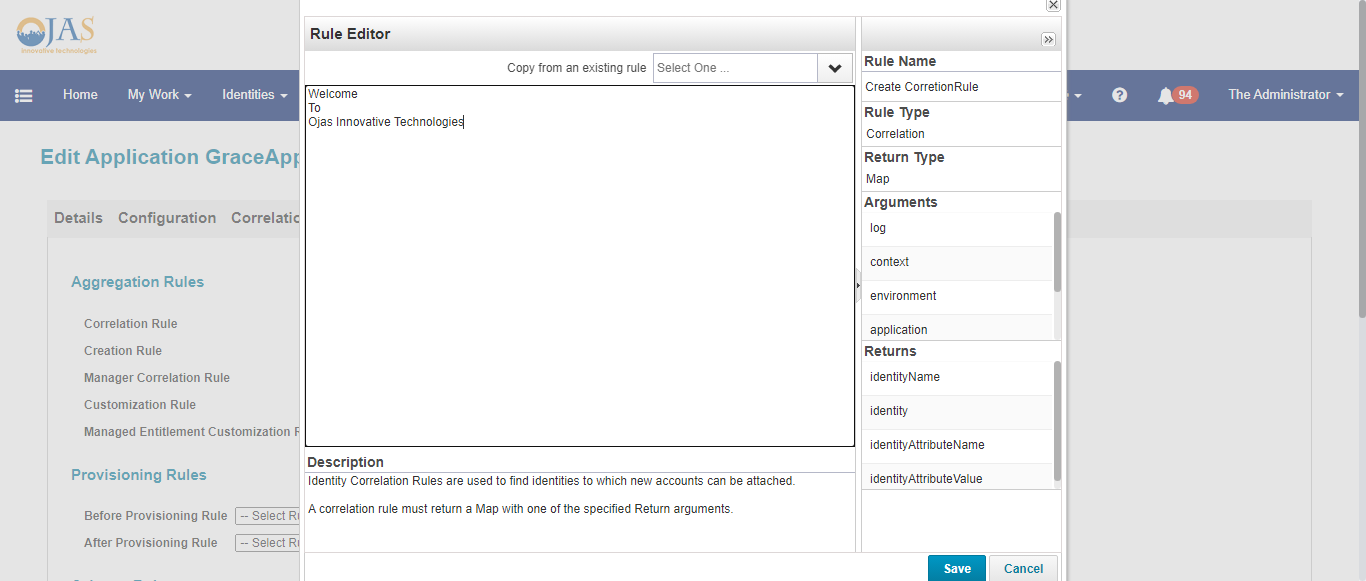 OJAS
innovative technologies
Home
My Work
Identities
94
The Administrator
Edit Application GraceApp
Details
Configuration
Correlatio
Aggregation Rules
Correlation Rule
Creation Rule
Manager Correlation Rule
Customization Rule
Managed Entitlement Customization R
Provisioning Rules
Before Provisioning Rule
-- Select Ru
After Provisioning Rule
-- Select Ru
Rule Editor
Copy from an existing rule
Select One ...
Welcome
To
Ojas Innovative Technologies
Description
Identity Correlation Rules are used to find identities to which new accounts can be attached.
A correlation rule must return a Map with one of the specified Return arguments.
Rule Name
Create CorretionRule
Rule Type
Correlation
Return Type
Map
Arguments
log
context
environment
application
Returns
identityName
identity
identityAttributeName
identityAttributeValue
Save
Cancel